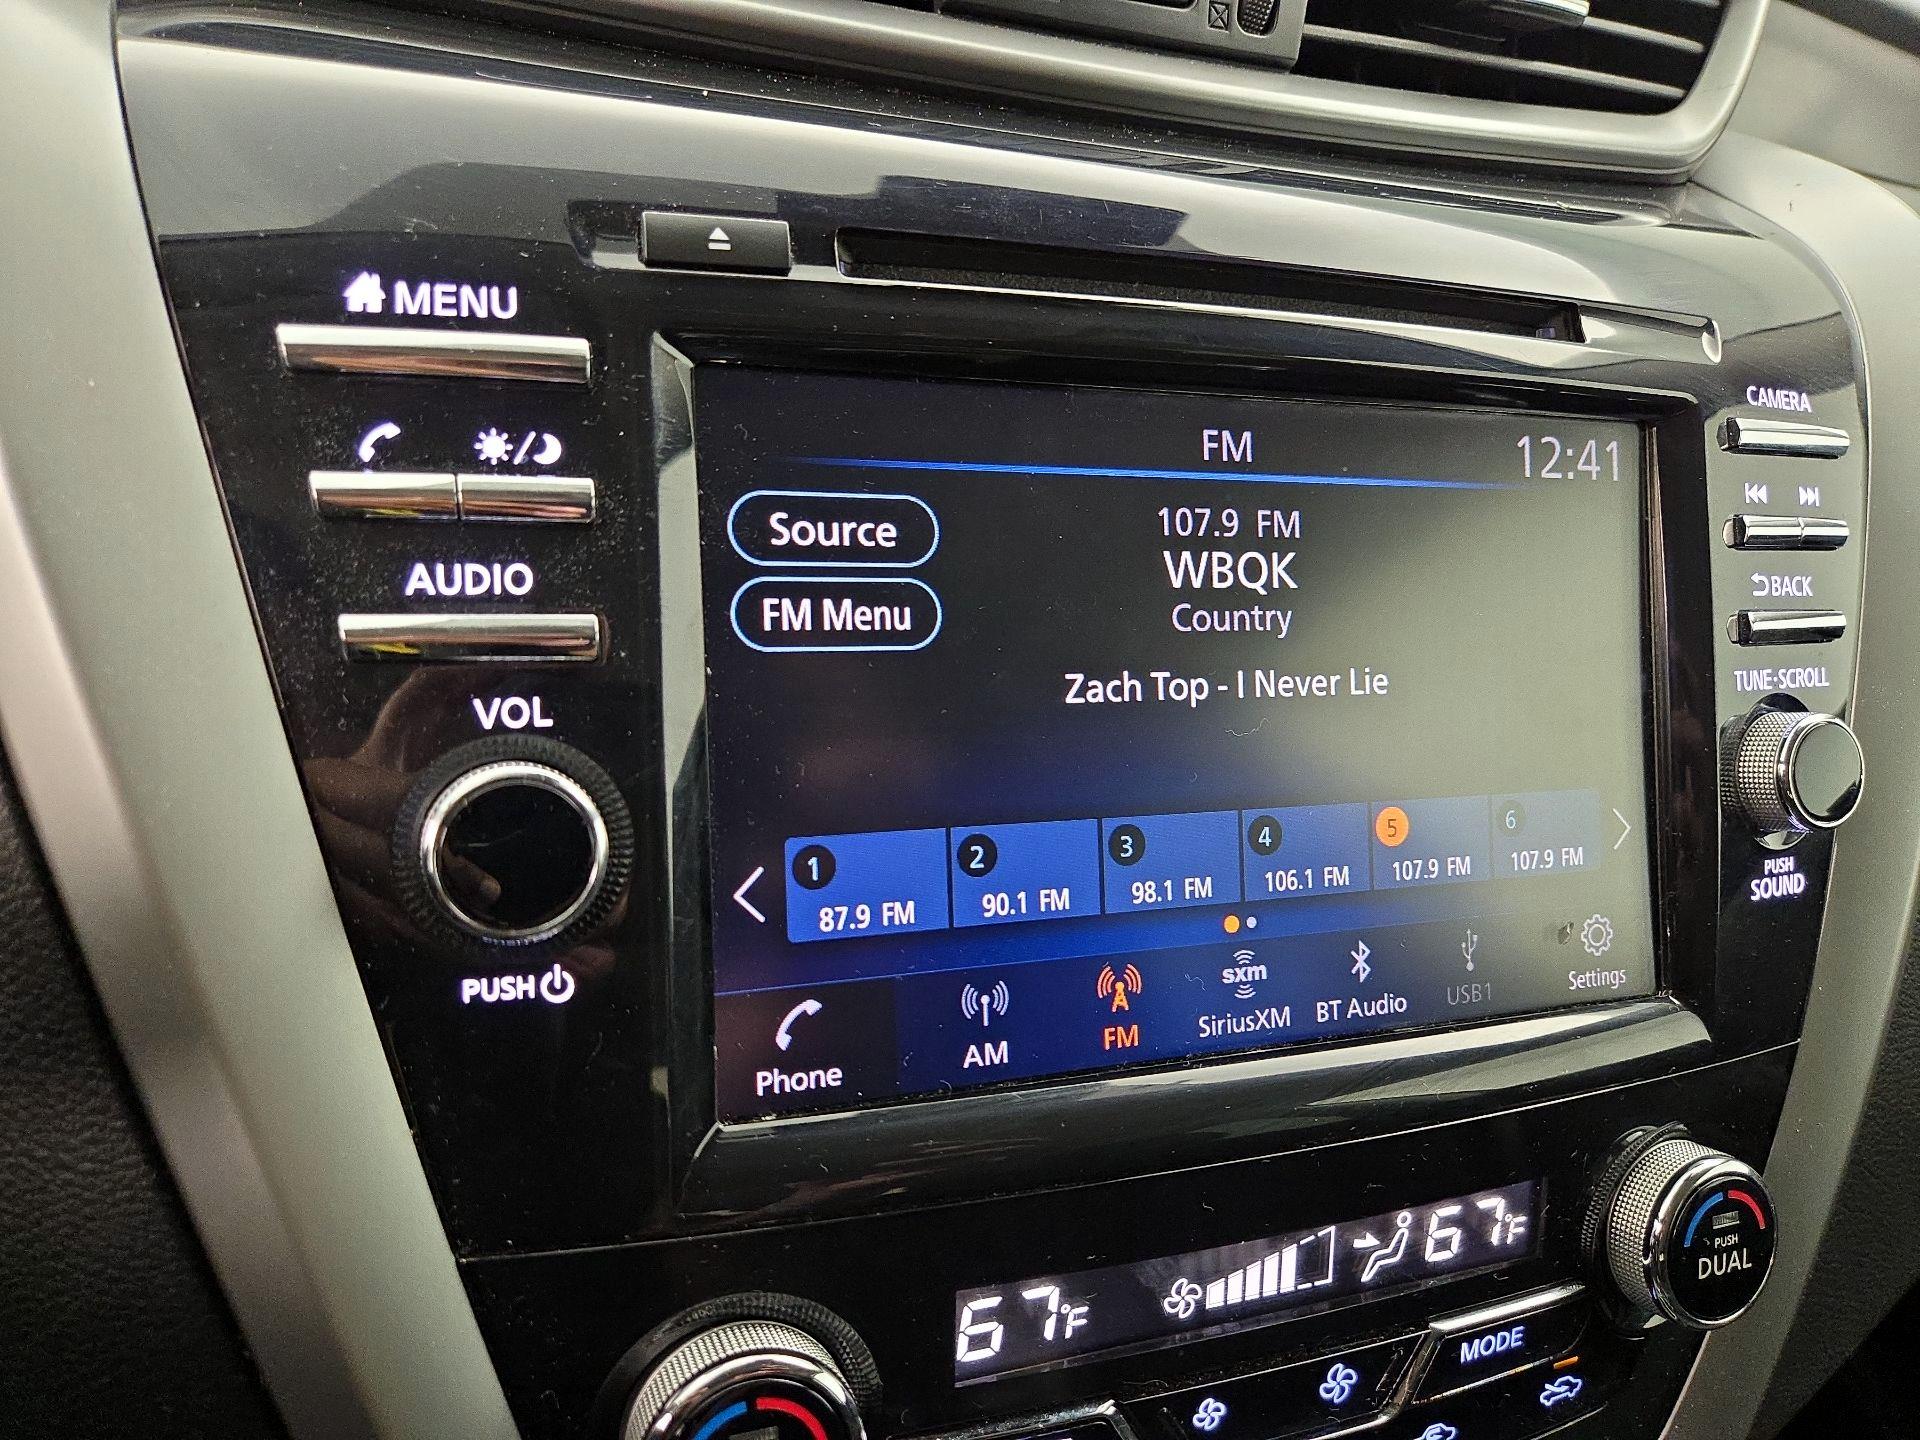 MENU
AUDIO
VOL
PUSH
FM
12:41
Source
FM Menu
107.9 FM
WBQK
Country
Zach Top - I Never Lie
1
87.9 FM
2
90.1 FM
3
98.1 FM
4
106.1 FM
5
107.9 FM
6
107.9 FM
Phone
AM
FM
sxm
SiriusXM
BT Audio
USB1
Settings
CAMERA
BACK
TUNE·SCROLL
PUSH
SOUND
67°F
67°F
PUSH
DUAL
MODE